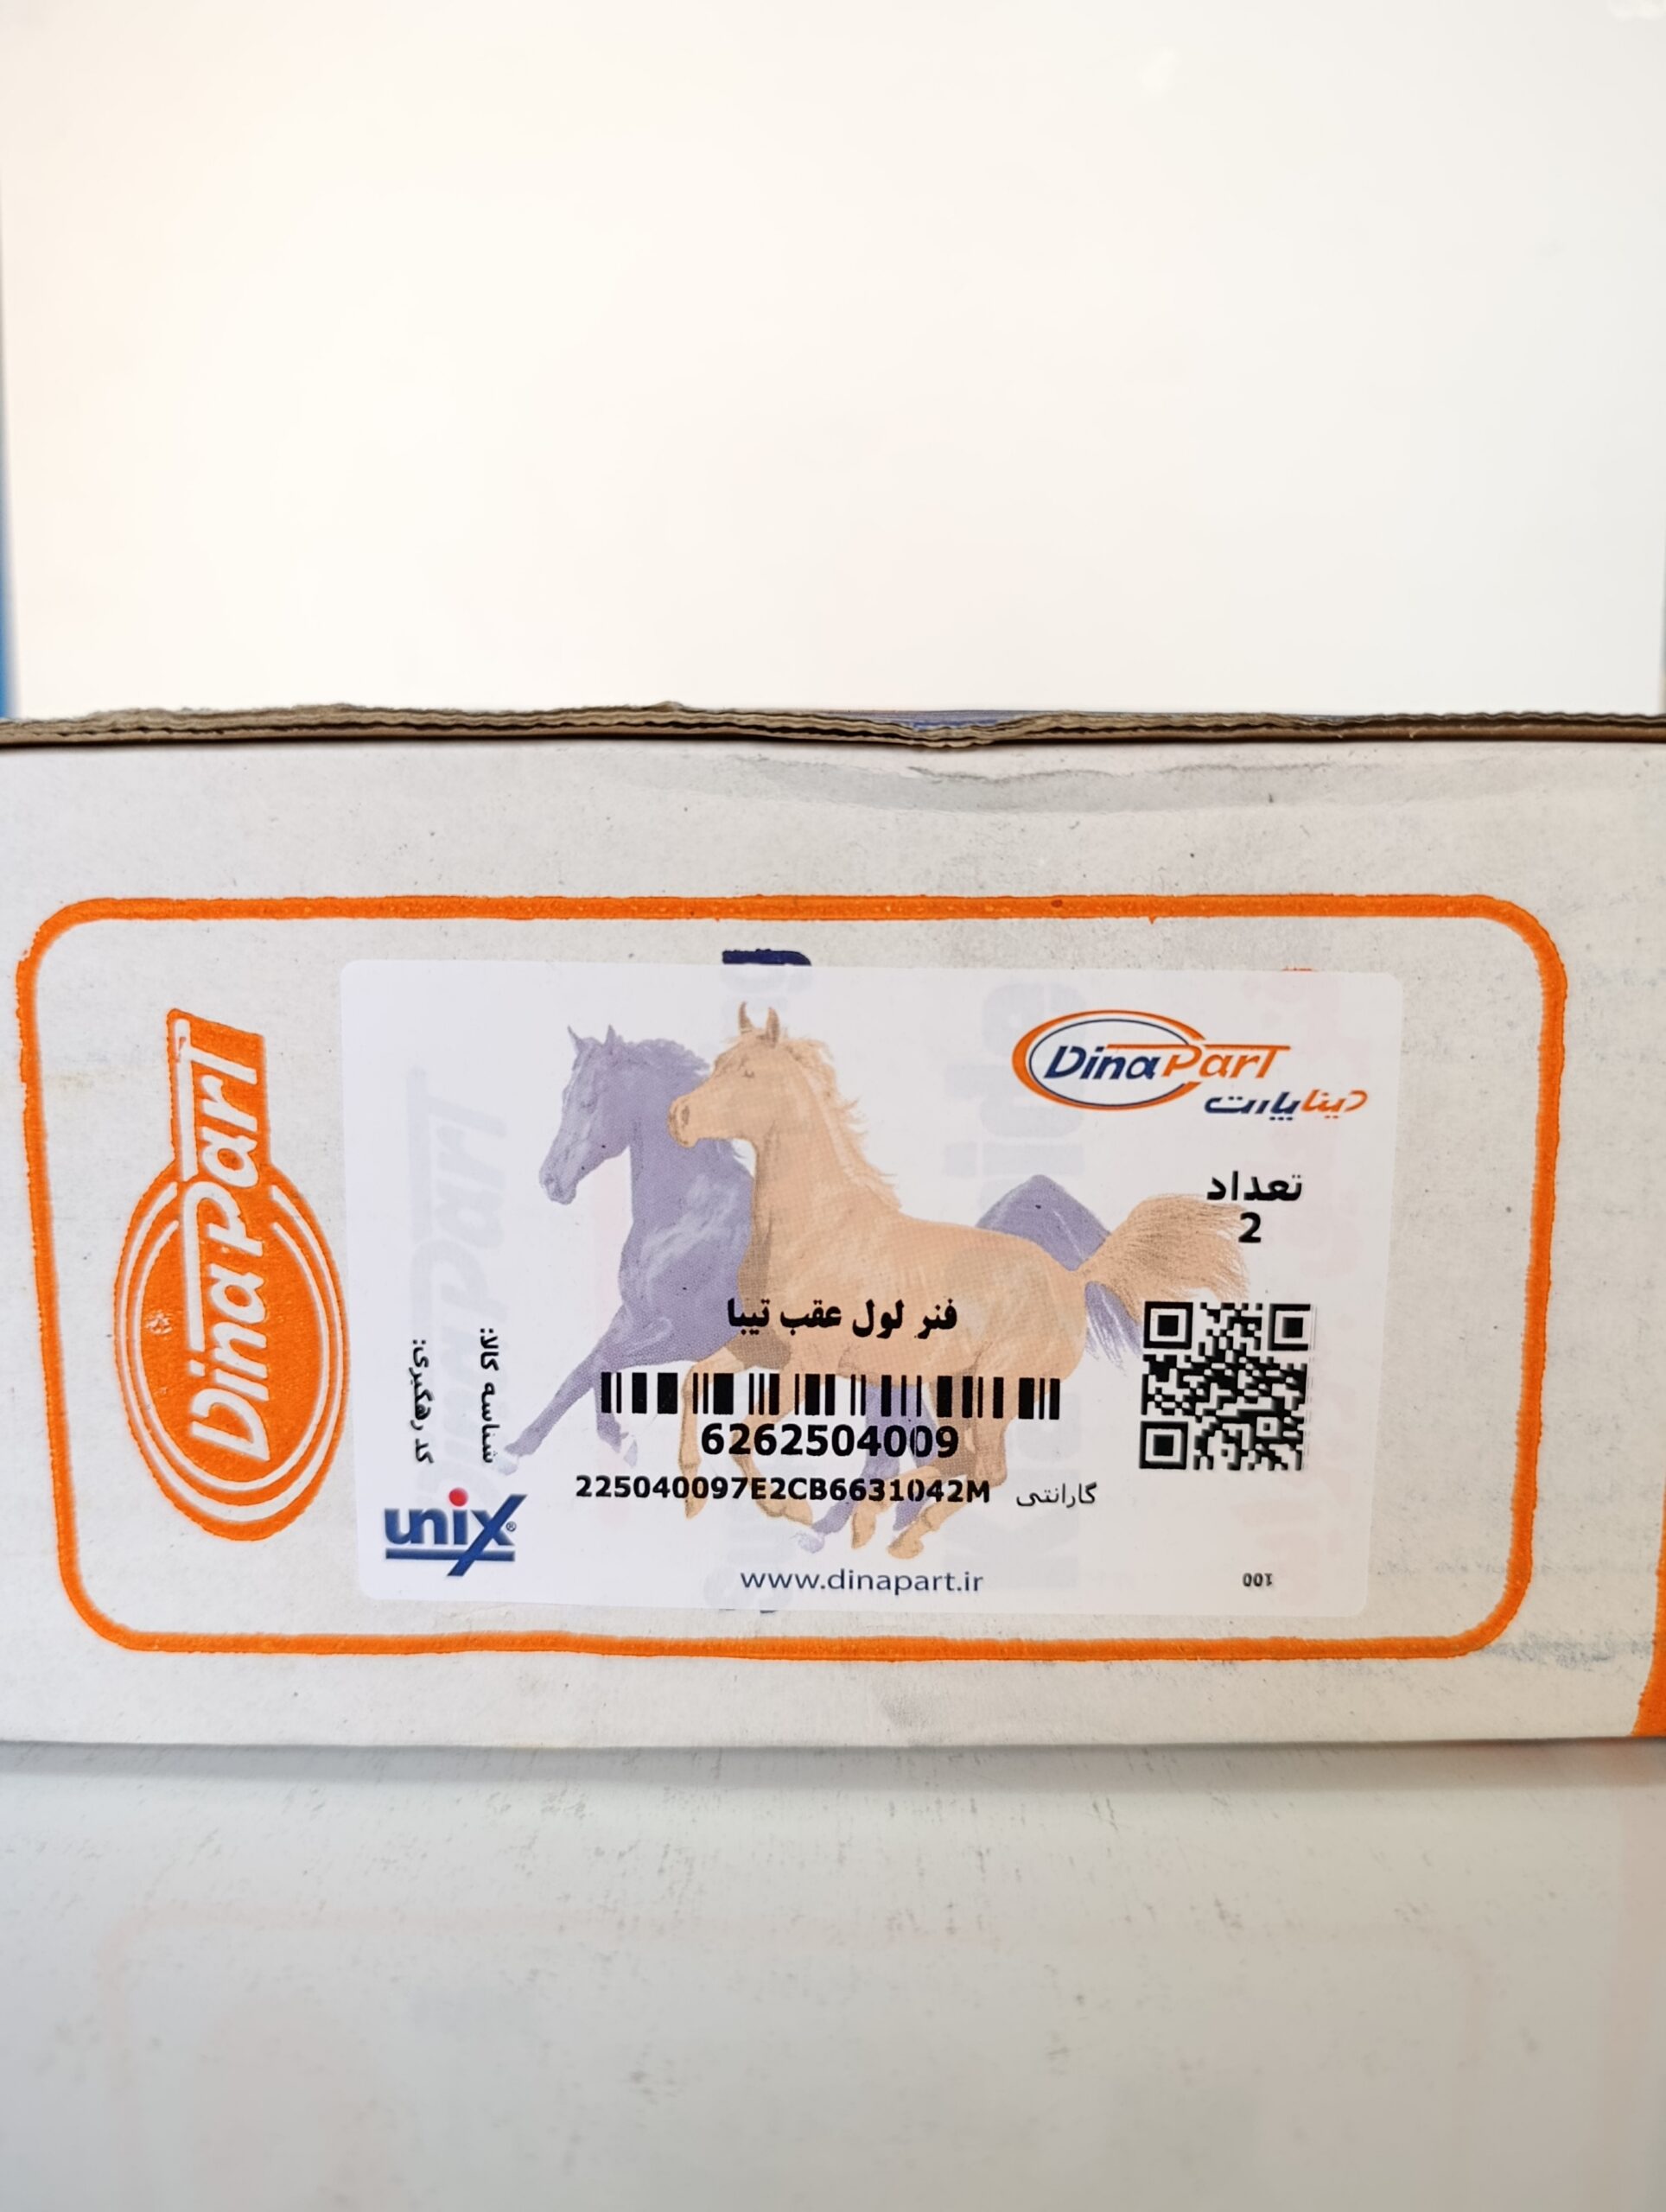 DinaPart
DinaPart
دیناپارت
تعداد
2
فنر لول عقب تیبا
شناسه کالا:
کد رهگیری:
6262504009
225040097E2CB6631042M گارانتی
unix®
www.dinapart.ir
100